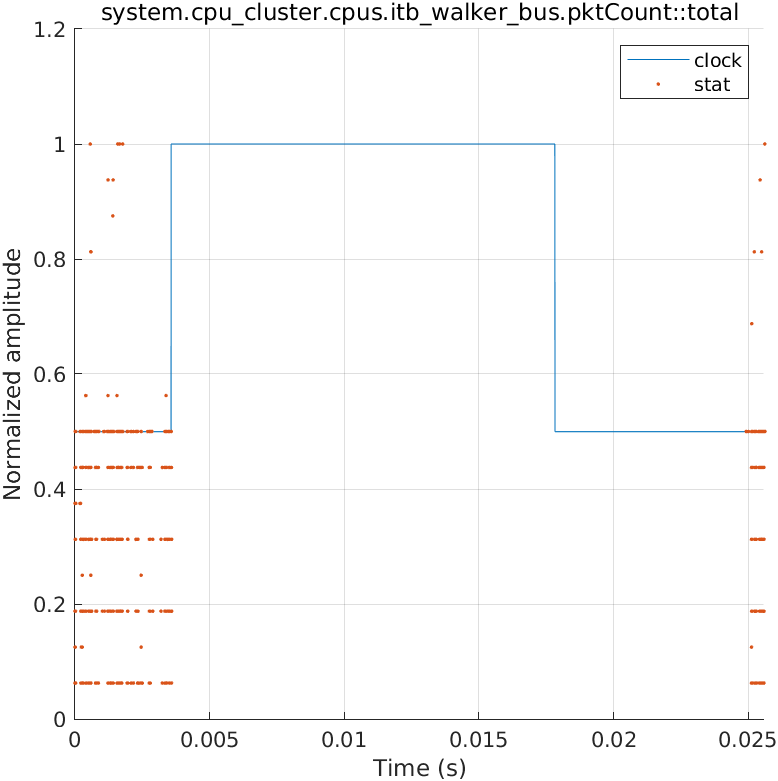 system.cpu_cluster.cpus.itb_walker_bus.pktCount::total
1.2
1
0.8
0.6
0.4
0.2
0
Normalized amplitude
clock
stat
0 0.005 0.01 0.015 0.02 0.025
Time (s)